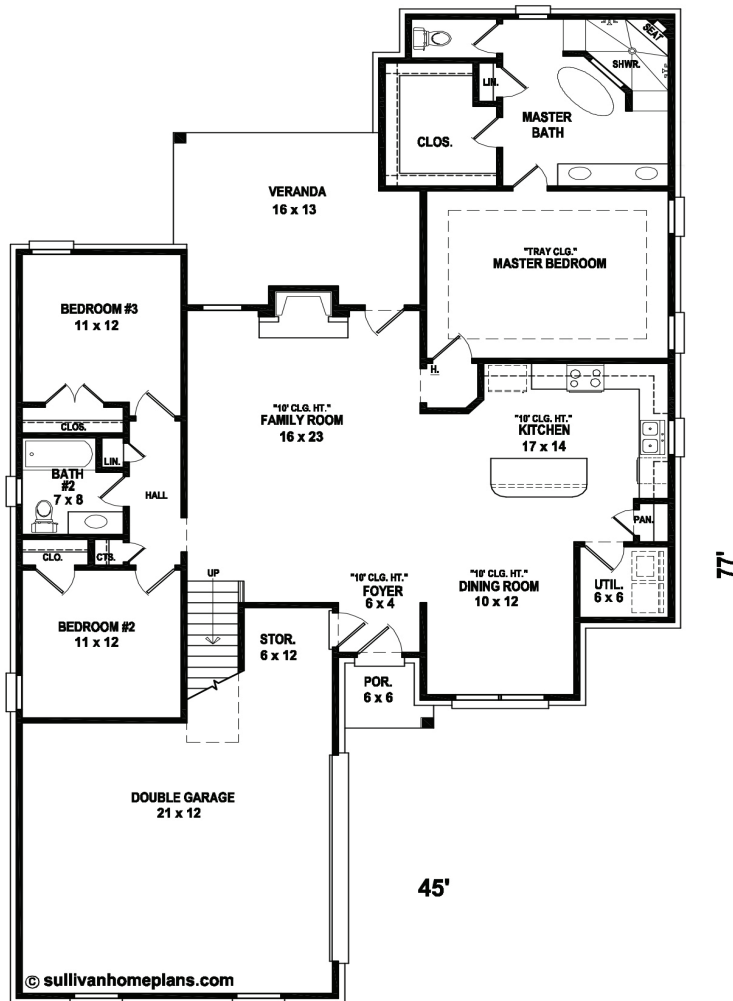 SEAT
SHWR.
LIN.
MASTER
BATH
CLOS.
VERANDA
16 x 13
"TRAY CLG."
MASTER BEDROOM
BEDROOM #3
11 x 12
H.
"10' CLG. HT."
FAMILY ROOM
16 x 23
"10' CLG. HT."
KITCHEN
17 x 14
CLOS.
LIN.
BATH
#2
7 x 8
HALL
PAN.
CLO.
CTS.
UP
"10' CLG. HT."
FOYER
6 x 4
"10' CLG. HT."
DINING ROOM
10 x 12
UTIL.
6 x 6
77'
BEDROOM #2
11 x 12
STOR.
6 x 12
POR.
6 x 6
DOUBLE GARAGE
21 x 12
45'
© sullivanhomeplans.com